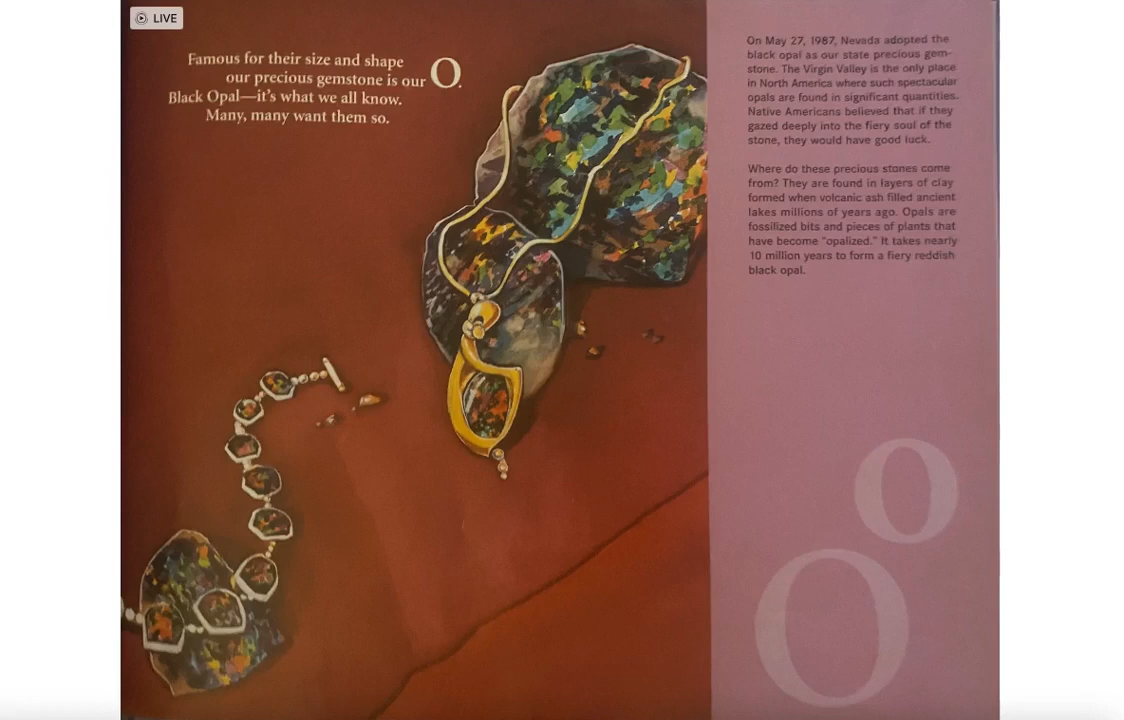 LIVE
Famous for their size and shape
our precious gemstone is our O.
Black Opal—it's what we all know.
Many, many want them so.
On May 27, 1987, Nevada adopted the
black opal as our state precious gem-
stone. The Virgin Valley is the only place
in North America where such spectacular
opals are found in significant quantities.
Native Americans believed that if they
gazed deeply into the fiery soul of the
stone, they would have good luck.
Where do these precious stones come
from? They are found in layers of clay
formed when volcanic ash filled ancient
lakes millions of years ago. Opals are
fossilized bits and pieces of plants that
have become "opalized." It takes nearly
10 million years to form a fiery reddish
black opal.
o
O